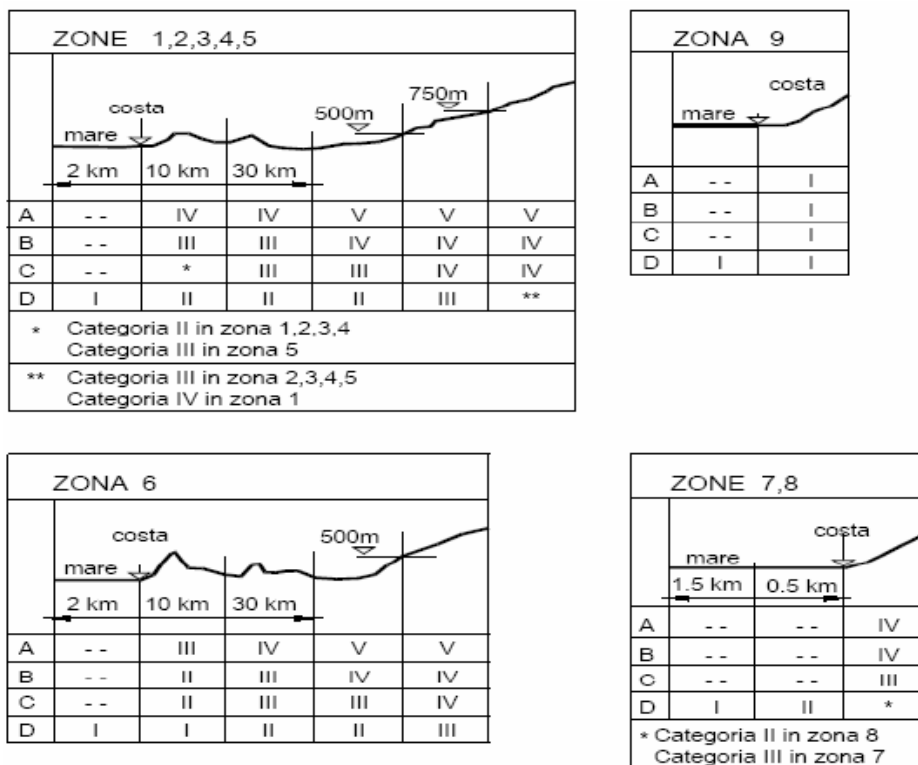 ZONE 1,2,3,4,5
costa
mare
500m
750m
2 km 10 km 30 km
A -- IV IV V V V
B -- III III IV IV IV
C -- * III III IV IV
D I II II II III **
* Categoria II in zona 1,2,3,4
Categoria III in zona 5
** Categoria III in zona 2,3,4,5
Categoria IV in zona 1
ZONA 9
costa
mare
A -- I
B -- I
C -- I
D I I
ZONA 6
costa
mare
500m
2 km 10 km 30 km
A -- III IV V V
B -- II III IV IV
C -- II III III IV
D I I II II III
ZONE 7,8
costa
mare
1.5 km 0.5 km
A -- -- IV
B -- -- IV
C -- -- III
D I II *
* Categoria II in zona 8
Categoria III in zona 7